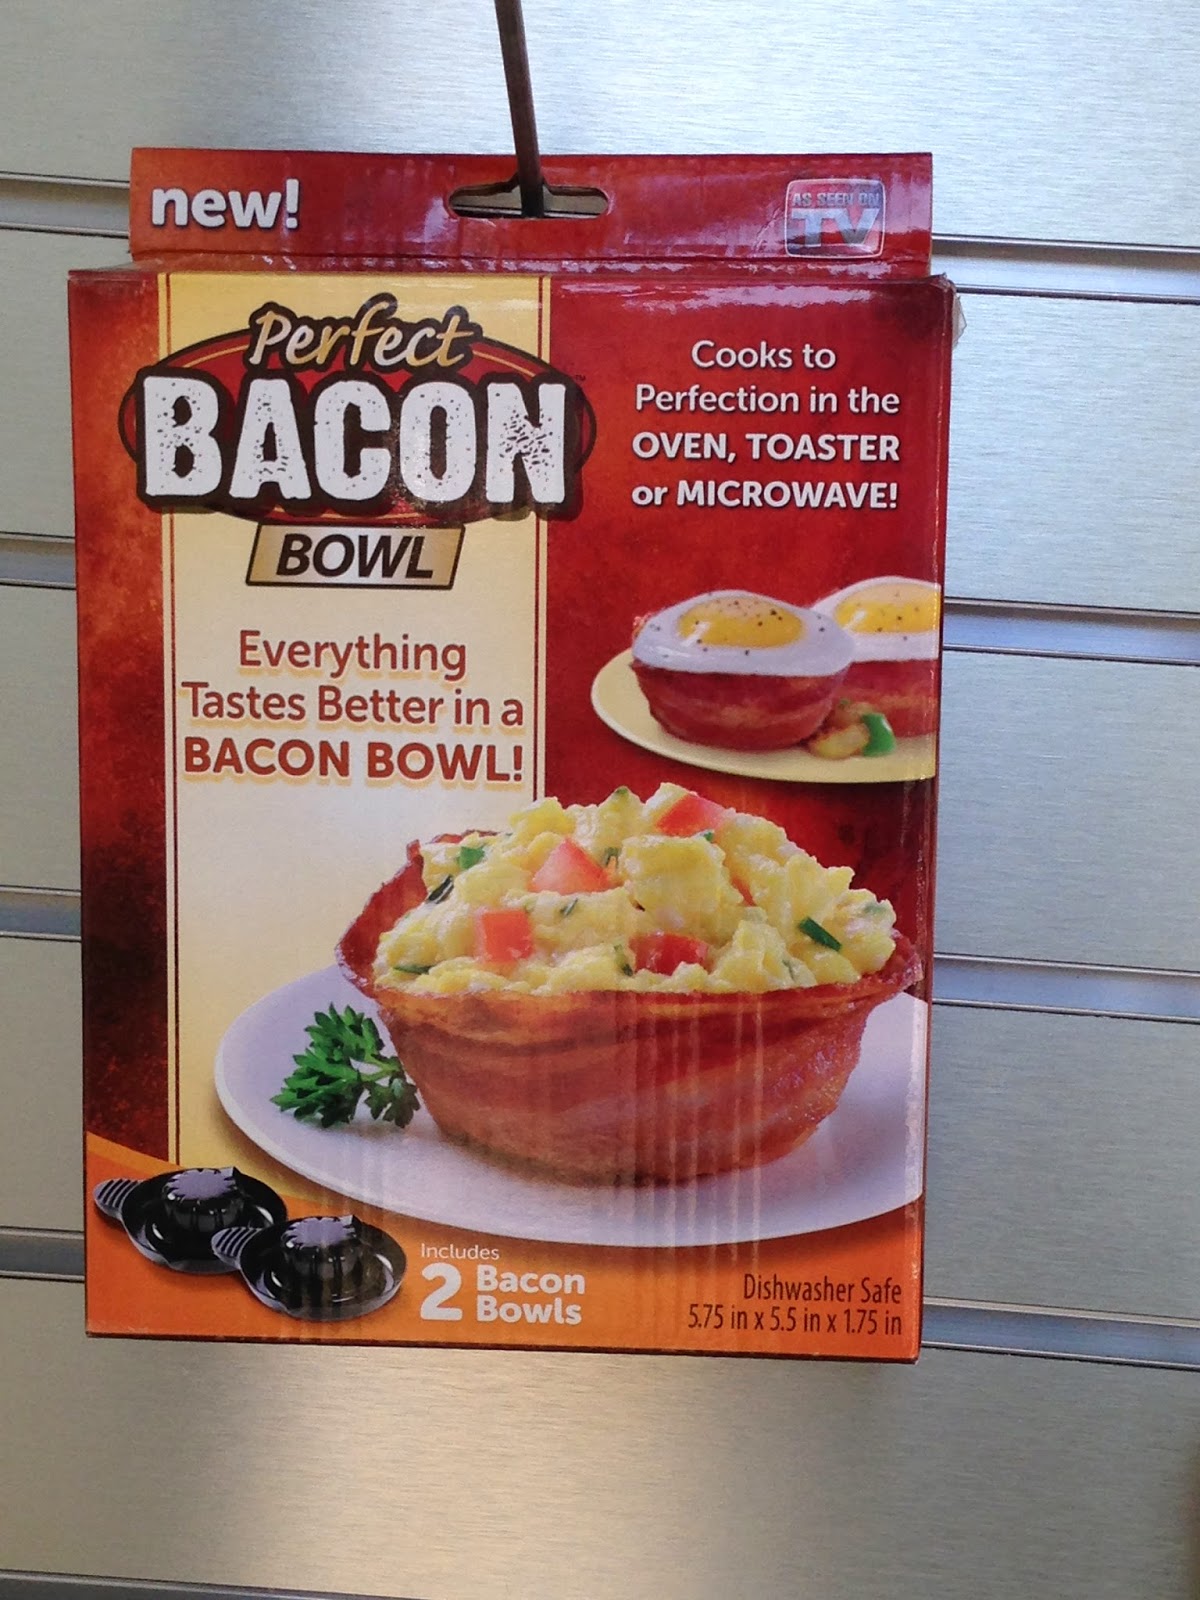 new!
AS SEEN ON
TV
Perfect
BACON
BOWL
TM
Cooks to
Perfection in the
OVEN, TOASTER
or MICROWAVE!
Everything
Tastes Better in a
BACON BOWL!
Includes
2 Bacon
Bowls
Dishwasher Safe
5.75 in x 5.5 in x 1.75 in